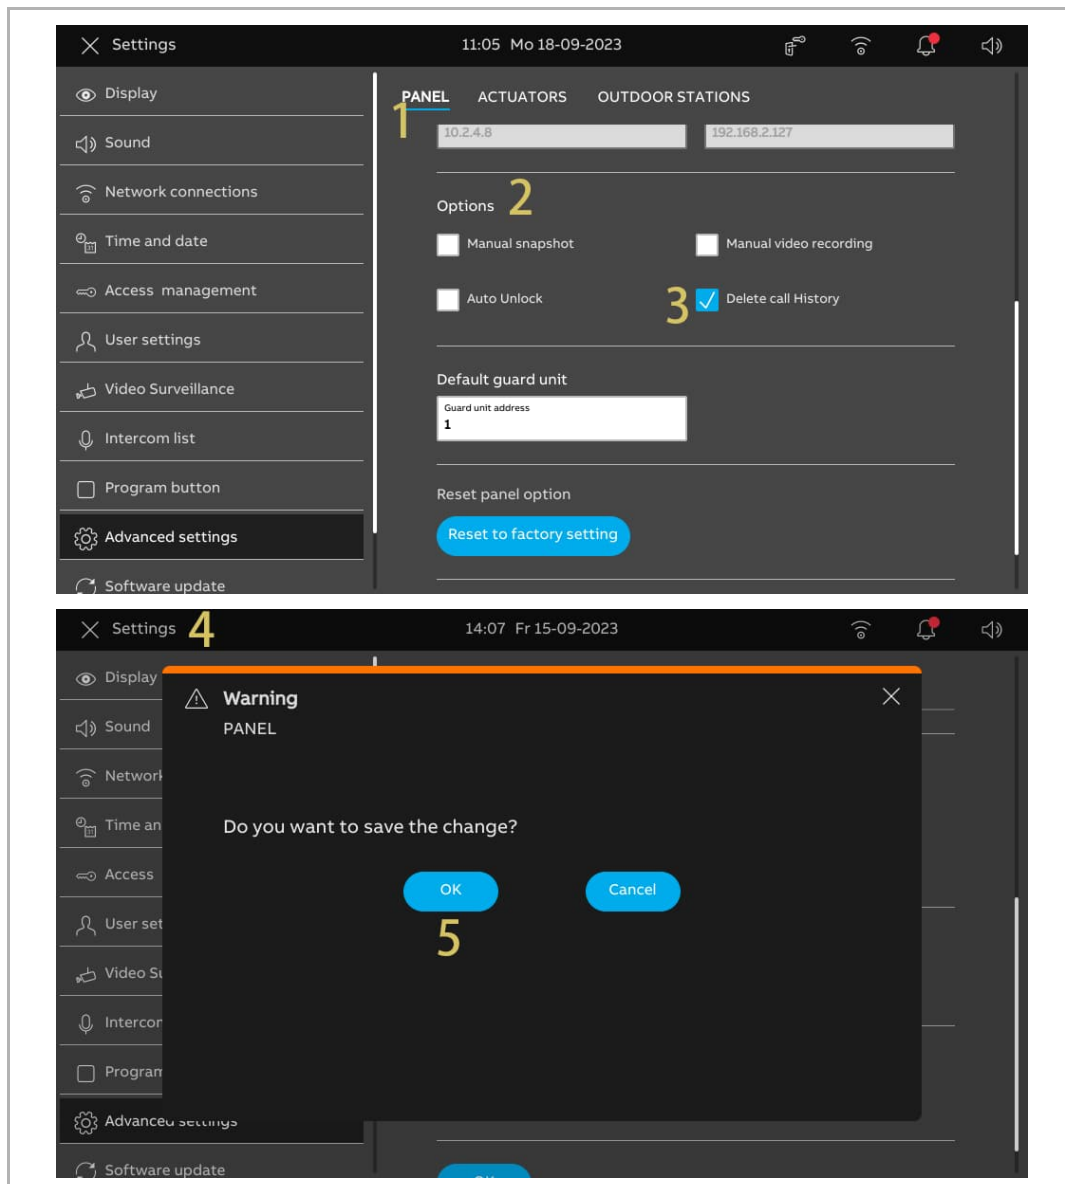 Settings
11:05 Mo 18-09-2023
Display
Sound
Network connections
Time and date
Access management
User settings
Video Surveillance
Intercom list
Program button
Advanced settings
Software update
PANEL ACTUATORS OUTDOOR STATIONS
1
10.2.4.8 192.168.2.127
Options 2
Manual snapshot Manual video recording
Auto Unlock 3 Delete call History
Default guard unit
Guard unit address
1
Reset panel option
Reset to factory setting
Settings 4
14:07 Fr 15-09-2023
Display
Sound
Network
Time an
Access
User set
Video Su
Intercom
Program
Advanced settings
Software update
Warning
PANEL
Do you want to save the change?
OK Cancel
5
OK